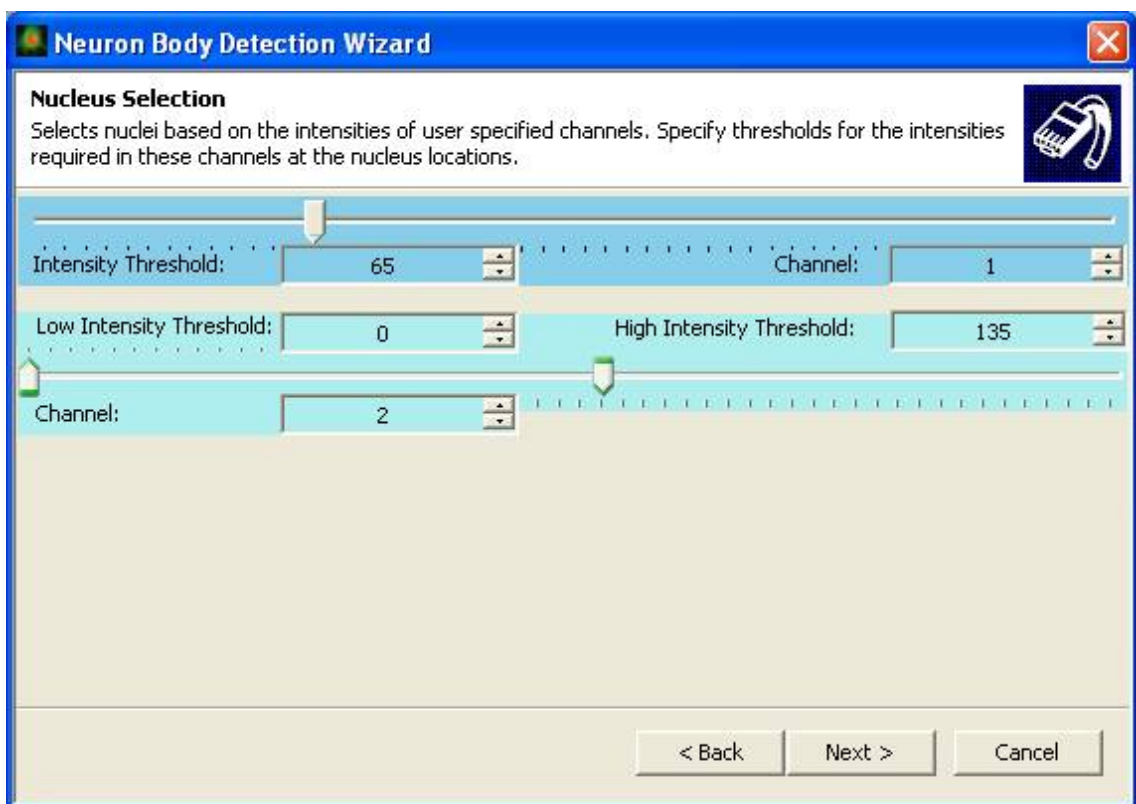 Neuron Body Detection Wizard
Nucleus Selection
Selects nuclei based on the intensities of user specified channels. Specify thresholds for the intensities
required in these channels at the nucleus locations.
Intensity Threshold: 65 Channel: 1
Low Intensity Threshold: 0 High Intensity Threshold: 135
Channel: 2
< Back Next > Cancel